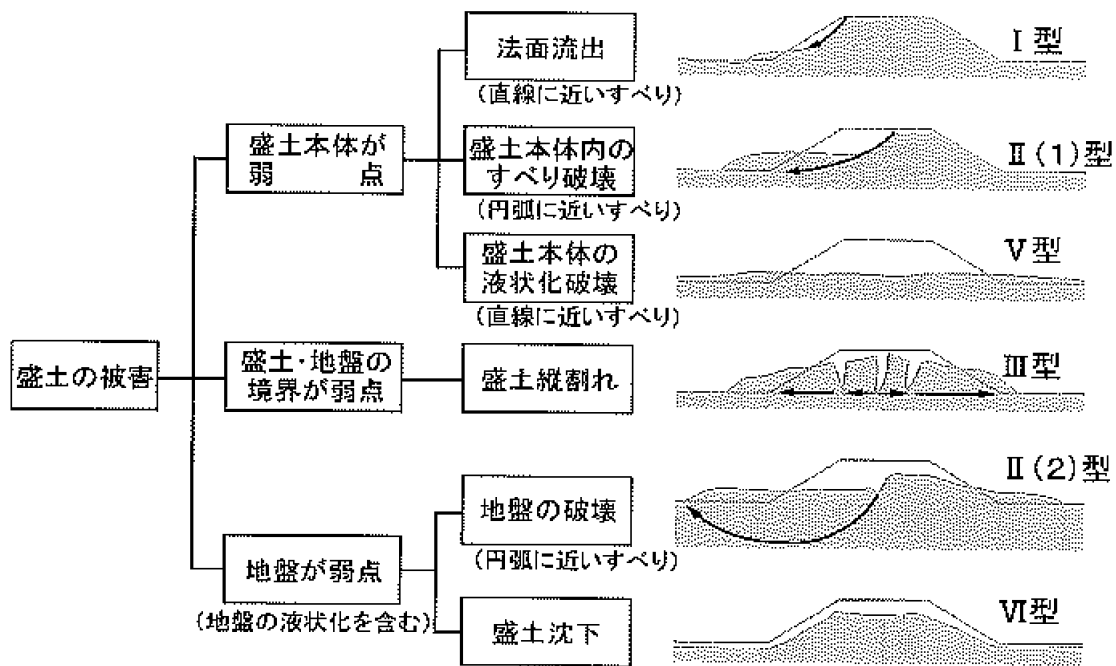 法面流出
(直線に近いすべり)
Ⅰ型
盛土本体が
弱 点
盛土本体内の
すべり破壊
(円弧に近いすべり)
Ⅱ(1)型
盛土本体の
液状化破壊
(直線に近いすべり)
Ⅴ型
盛土の被害
盛土・地盤の
境界が弱点
盛土縦割れ
Ⅲ型
地盤が弱点
(地盤の液状化を含む)
地盤の破壊
(円弧に近いすべり)
Ⅱ(2)型
盛土沈下
Ⅵ型